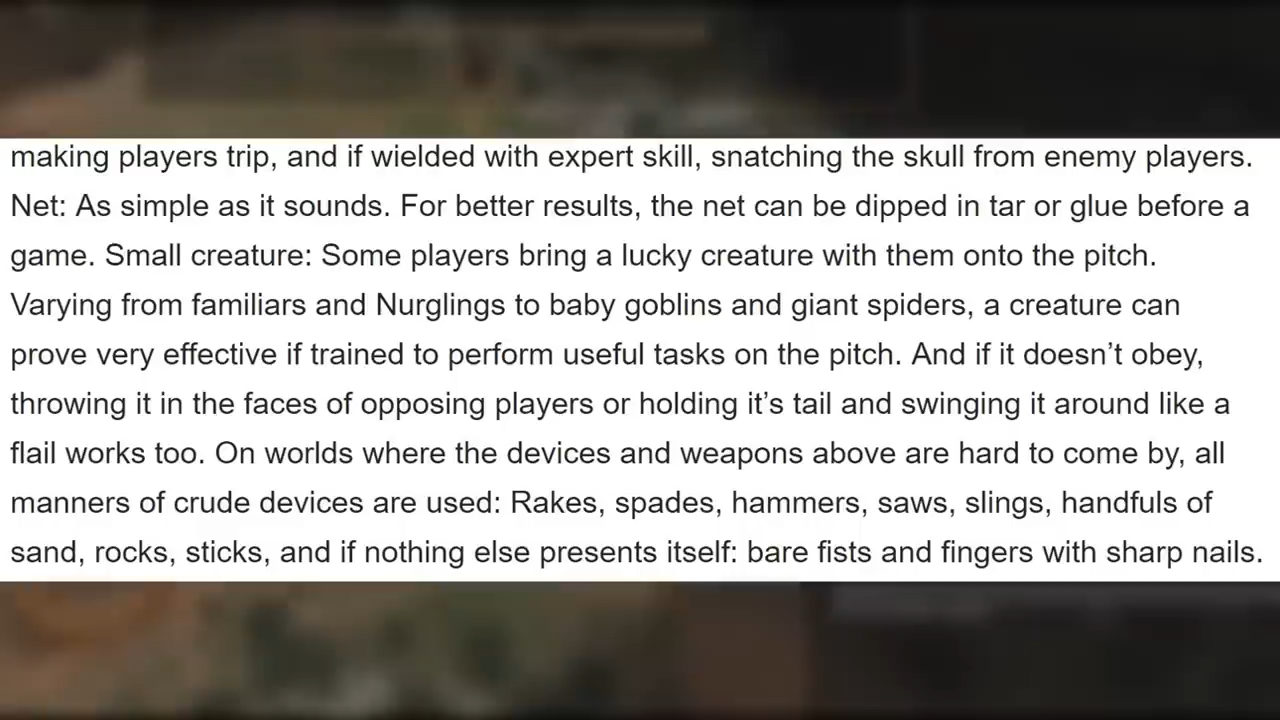 making players trip, and if wielded with expert skill, snatching the skull from enemy players.
Net: As simple as it sounds. For better results, the net can be dipped in tar or glue before a
game. Small creature: Some players bring a lucky creature with them onto the pitch.
Varying from familiars and Nurglings to baby goblins and giant spiders, a creature can
prove very effective if trained to perform useful tasks on the pitch. And if it doesn’t obey,
throwing it in the faces of opposing players or holding it’s tail and swinging it around like a
flail works too. On worlds where the devices and weapons above are hard to come by, all
manners of crude devices are used: Rakes, spades, hammers, saws, slings, handfuls of
sand, rocks, sticks, and if nothing else presents itself: bare fists and fingers with sharp nails.